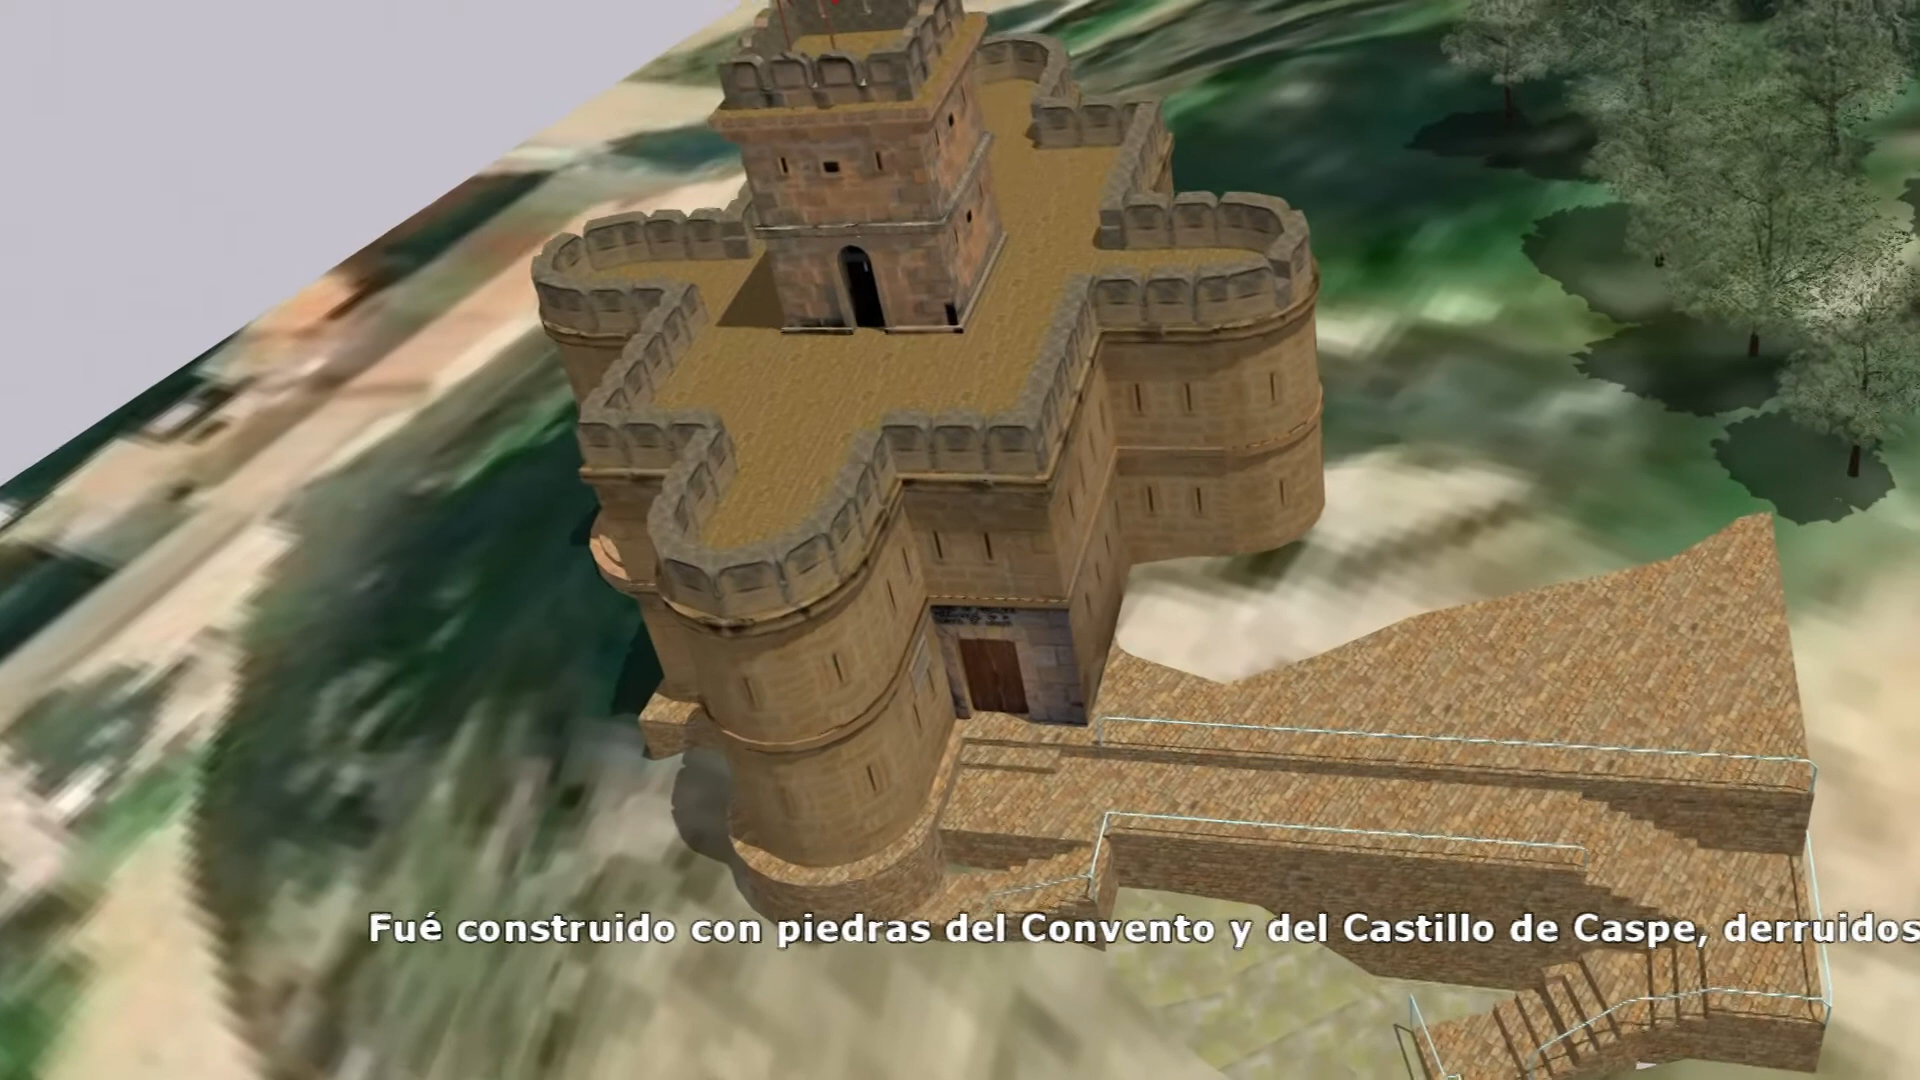 Fué construido con piedras del Convento y del Castillo de Caspe, derruidos